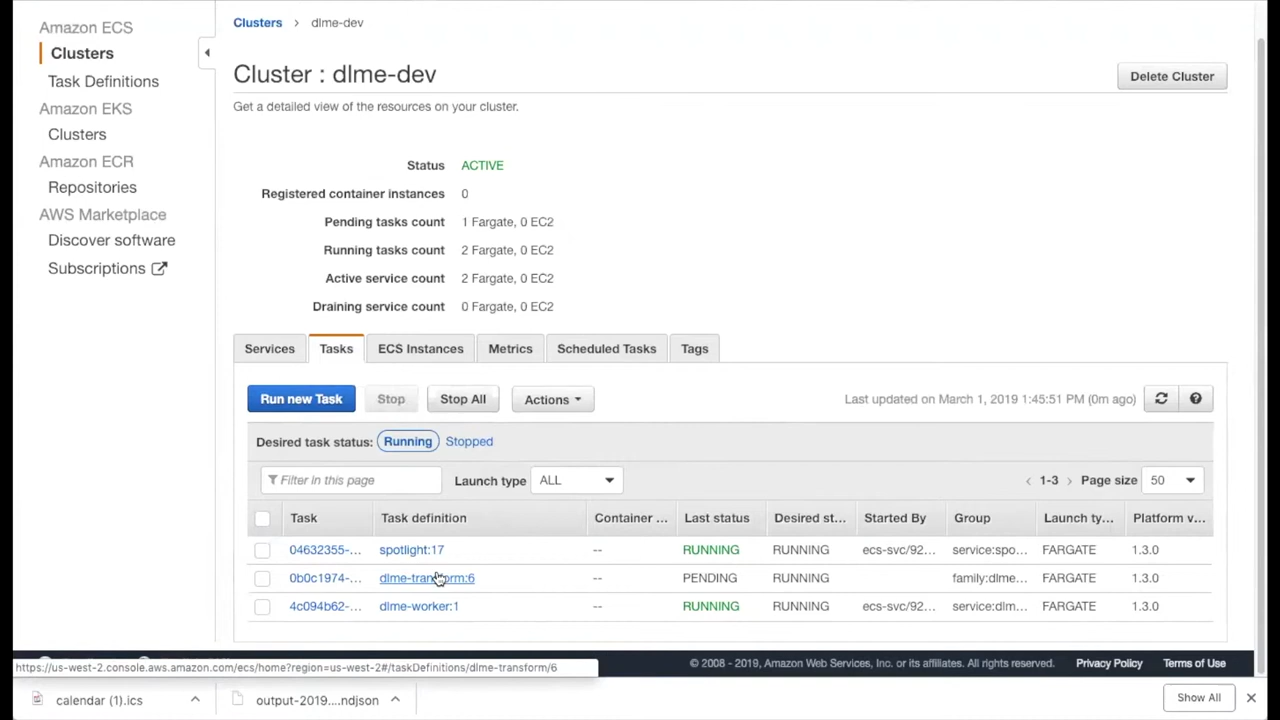 Amazon ECS
Clusters
Task Definitions
Amazon EKS
Clusters
Amazon ECR
Repositories
AWS Marketplace
Discover software
Subscriptions
Clusters > dlme-dev
Cluster : dlme-dev
Delete Cluster
Get a detailed view of the resources on your cluster.
Status ACTIVE
Registered container instances 0
Pending tasks count 1 Fargate, 0 EC2
Running tasks count 2 Fargate, 0 EC2
Active service count 2 Fargate, 0 EC2
Draining service count 0 Fargate, 0 EC2
Services Tasks ECS Instances Metrics Scheduled Tasks Tags
Run new Task Stop Stop All Actions Last updated on March 1, 2019 1:45:51 PM (0m ago)
Desired task status: Running Stopped
Filter in this page Launch type ALL < 1-3 > Page size 50
Task Task definition Container ... Last status Desired st... Started By Group Launch ty... Platform v...
04632355-... spotlight:17 -- RUNNING RUNNING ecs-svc/92... service:spo... FARGATE 1.3.0
0b0c1974-... dlme-transform:6 -- PENDING RUNNING family:dlme... FARGATE 1.3.0
4c094b62-... dlme-worker:1 -- RUNNING RUNNING ecs-svc/92... service:dlm... FARGATE 1.3.0
https://us-west-2.console.aws.amazon.com/ecs/home?region=us-west-2#/taskDefinitions/dlme-transform/6
© 2008 - 2019, Amazon Web Services, Inc. or its affiliates. All rights reserved. Privacy Policy Terms of Use
calendar (1).ics output-2019....ndjson Show All